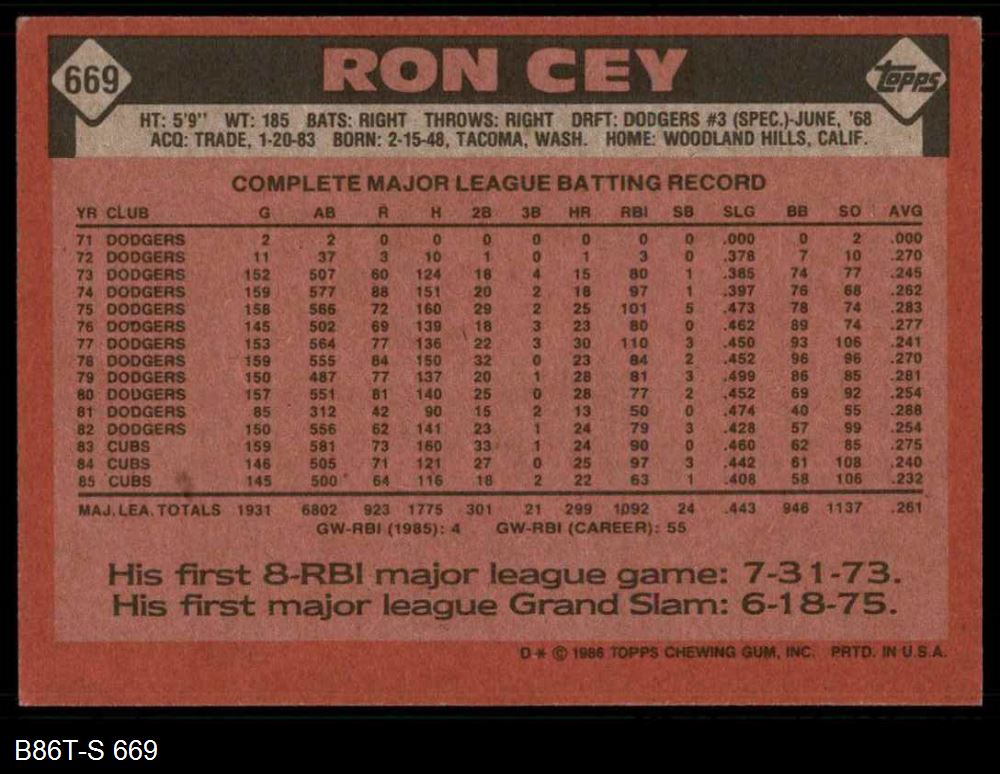 669
RON CEY
Topps
HT: 5'9" WT: 185 BATS: RIGHT THROWS: RIGHT DRFT: DODGERS #3 (SPEC.)-JUNE, '68
ACQ: TRADE, 1-20-83 BORN: 2-15-48, TACOMA, WASH. HOME: WOODLAND HILLS, CALIF.
COMPLETE MAJOR LEAGUE BATTING RECORD
YR CLUB G AB R H 2B 3B HR RBI SB SLG BB SO AVG
71 DODGERS 2 2 0 0 0 0 0 0 0 .000 0 2 .000
72 DODGERS 11 37 3 10 1 0 1 3 0 .378 7 10 .270
73 DODGERS 152 507 60 124 18 4 15 80 1 .385 74 77 .245
74 DODGERS 159 577 88 151 20 2 18 97 1 .397 76 68 .262
75 DODGERS 158 566 72 160 29 2 25 101 5 .473 78 74 .283
76 DODGERS 145 502 69 139 18 3 23 80 0 .462 89 74 .277
77 DODGERS 153 564 77 136 22 3 30 110 3 .450 93 106 .241
78 DODGERS 159 555 84 150 32 0 23 84 2 .452 96 96 .270
79 DODGERS 150 487 77 137 20 1 28 81 3 .499 86 85 .281
80 DODGERS 157 551 81 140 25 0 28 77 2 .452 69 92 .254
81 DODGERS 85 312 42 90 15 2 13 50 0 .474 40 55 .288
82 DODGERS 150 556 62 141 23 1 24 79 3 .428 57 99 .254
83 CUBS 159 581 73 160 33 1 24 90 0 .460 62 85 .275
84 CUBS 146 505 71 121 27 0 25 97 3 .442 61 108 .240
85 CUBS 145 500 64 116 18 2 22 63 1 .408 58 106 .232
MAJ. LEA. TOTALS 1931 6802 923 1775 301 21 299 1092 24 .443 946 1137 .261
GW-RBI (1985): 4 GW-RBI (CAREER): 55
His first 8-RBI major league game: 7-31-73.
His first major league Grand Slam: 6-18-75.
D * © 1986 TOPPS CHEWING GUM, INC. PRTD. IN U.S.A.
B86T-S 669